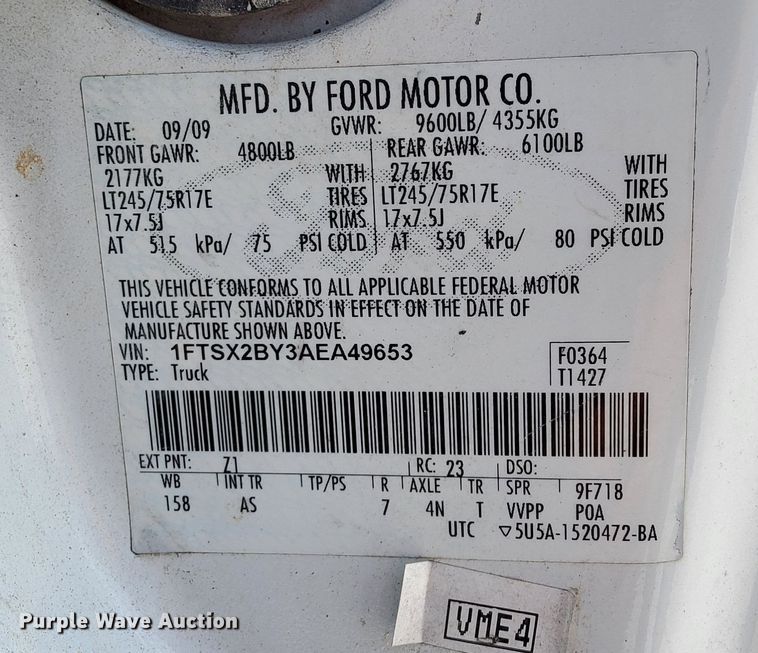 MFD. BY FORD MOTOR CO.
DATE: 09/09 GVWR: 9600LB/ 4355KG
FRONT GAWR: 4800LB REAR GAWR: 6100LB
2177KG WITH 2767KG WITH
LT245/75R17E TIRES LT245/75R17E TIRES
17x7.5J RIMS 17x7.5J RIMS
AT 515 kPa/ 75 PSI COLD AT 550 kPa/ 80 PSI COLD
THIS VEHICLE CONFORMS TO ALL APPLICABLE FEDERAL MOTOR
VEHICLE SAFETY STANDARDS IN EFFECT ON THE DATE OF
MANUFACTURE SHOWN ABOVE.
VIN: 1FTSX2BY3AEA49653 F0364
TYPE: Truck T1427
EXT PNT: Z1 RC: 23 DSO:
WB INT TR TP/PS R AXLE TR SPR 9F718
158 AS 7 4N T VVPP POA
UTC ▽5U5A-1520472-BA
VME4
Purple Wave Auction